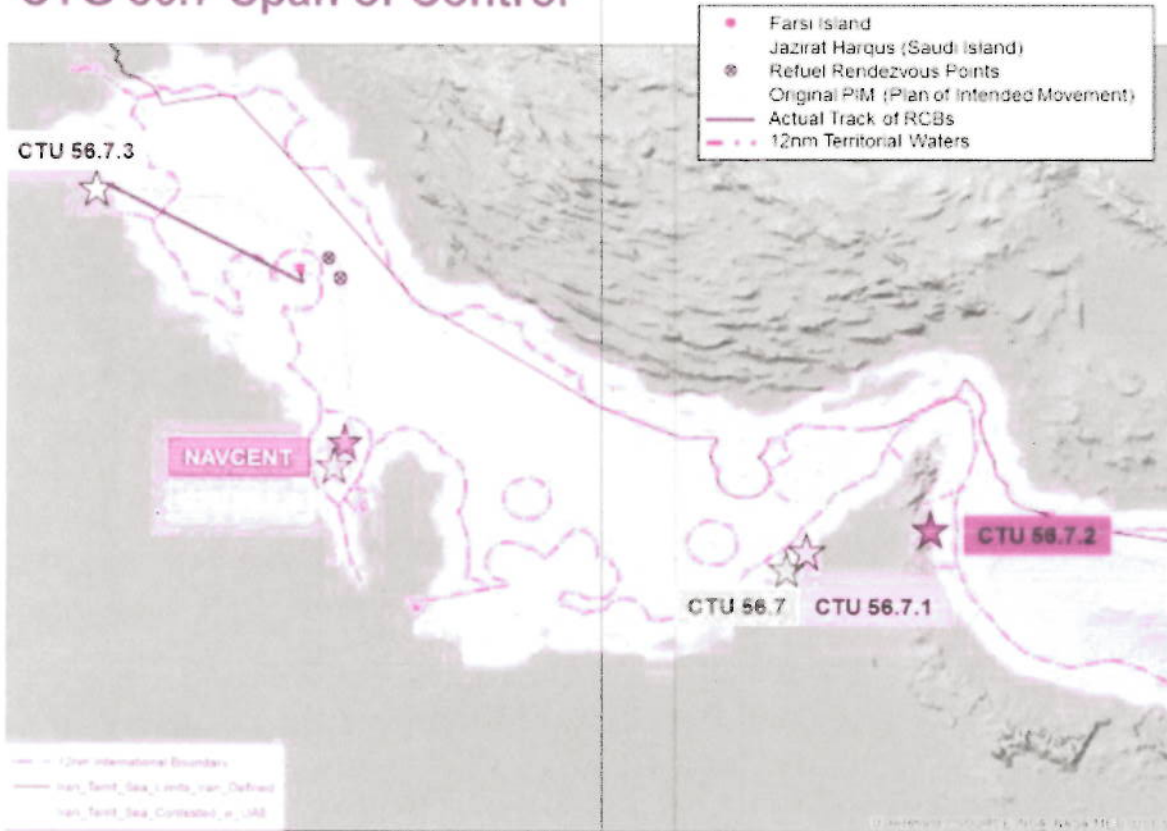 Span of Control
Farsi Island
Jazirat Harqus (Saudi Island)
Refuel Rendezvous Points
Original PIM (Plan of Intended Movement)
Actual Track of RCBs
12nm Territorial Waters
CTU 56.7.3
NAVCENT
CTU 56.7.2
CTU 56.7
CTU 56.7.1
12nm International Boundary
Iran_Territ_Sea_Limits_Iran_Defined
Iran_Territ_Sea_Contested_w_UAE